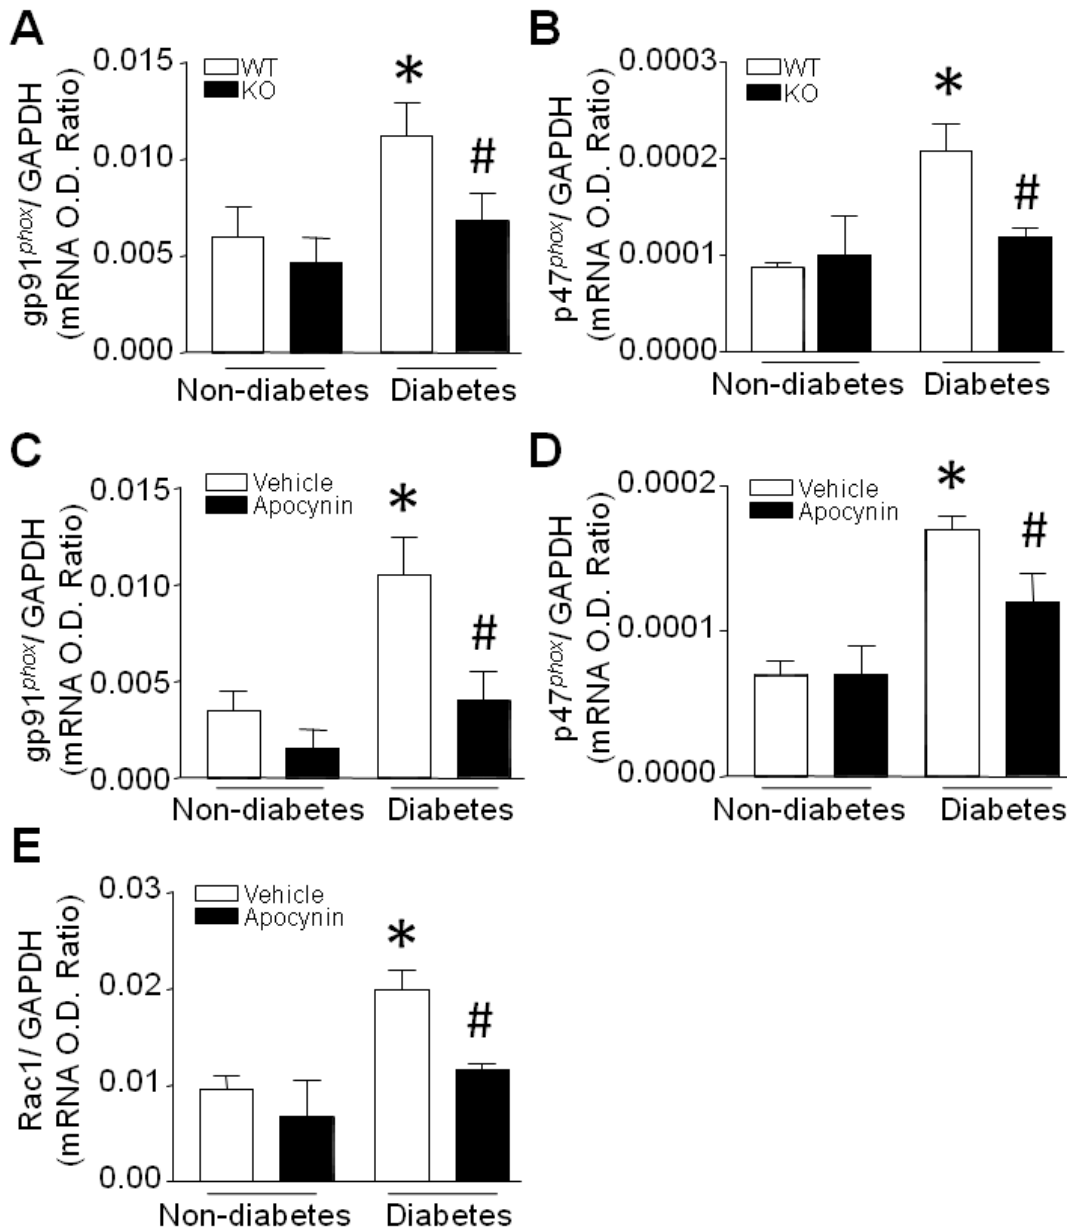 A
gp91phox/ GAPDH
(mRNA O.D. Ratio)
0.015
0.010
0.005
0.000
WT
KO
*
#
Non-diabetes Diabetes
B
p47phox/ GAPDH
(mRNA O.D. Ratio)
0.0003
0.0002
0.0001
0.0000
WT
KO
*
#
Non-diabetes Diabetes
C
gp91phox/ GAPDH
(mRNA O.D. Ratio)
0.015
0.010
0.005
0.000
Vehicle
Apocynin
*
#
Non-diabetes Diabetes
D
p47phox/ GAPDH
(mRNA O.D. Ratio)
0.0002
0.0001
0.0000
Vehicle
Apocynin
*
#
Non-diabetes Diabetes
E
Rac1/ GAPDH
(mRNA O.D. Ratio)
0.03
0.02
0.01
0.00
Vehicle
Apocynin
*
#
Non-diabetes Diabetes